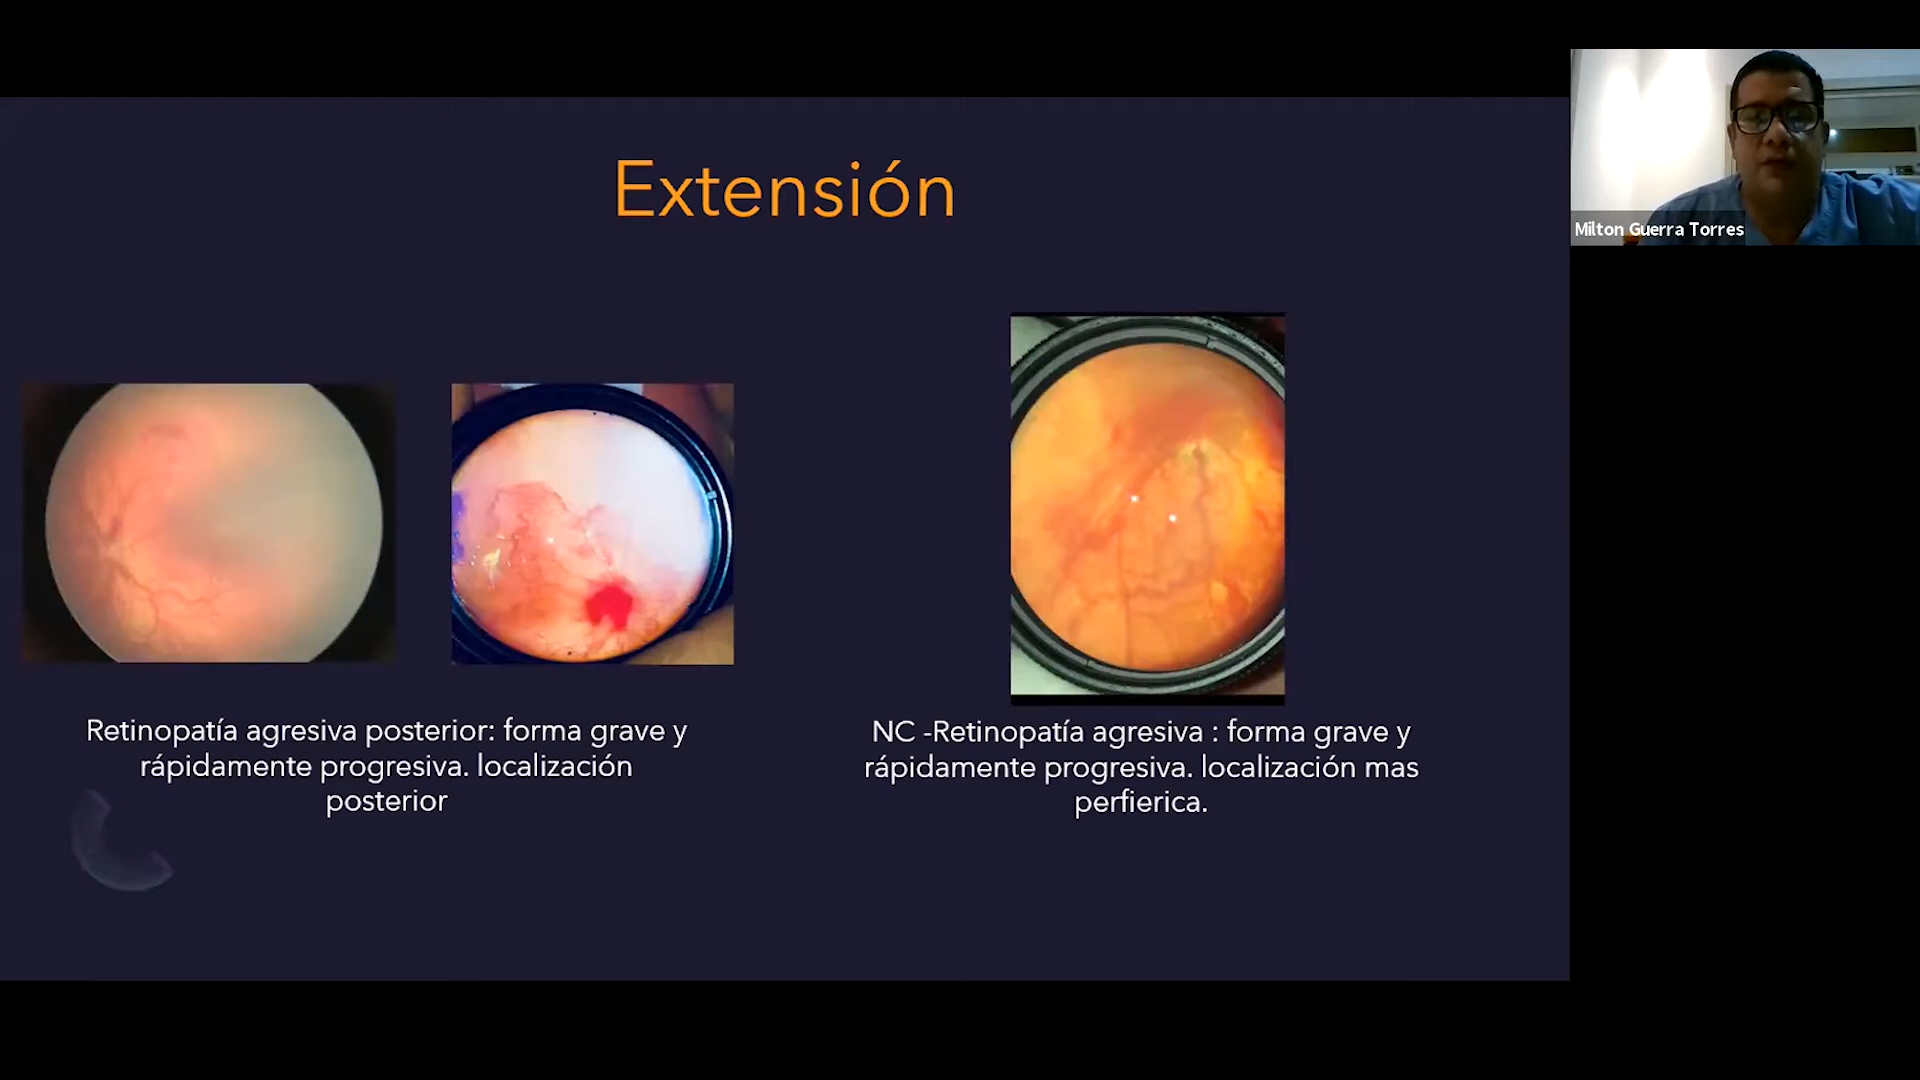 Extensión
Milton Guerra Torres
Retinopatía agresiva posterior: forma grave y
rápidamente progresiva. localización
posterior
NC -Retinopatía agresiva : forma grave y
rápidamente progresiva. localización mas
perfierica.